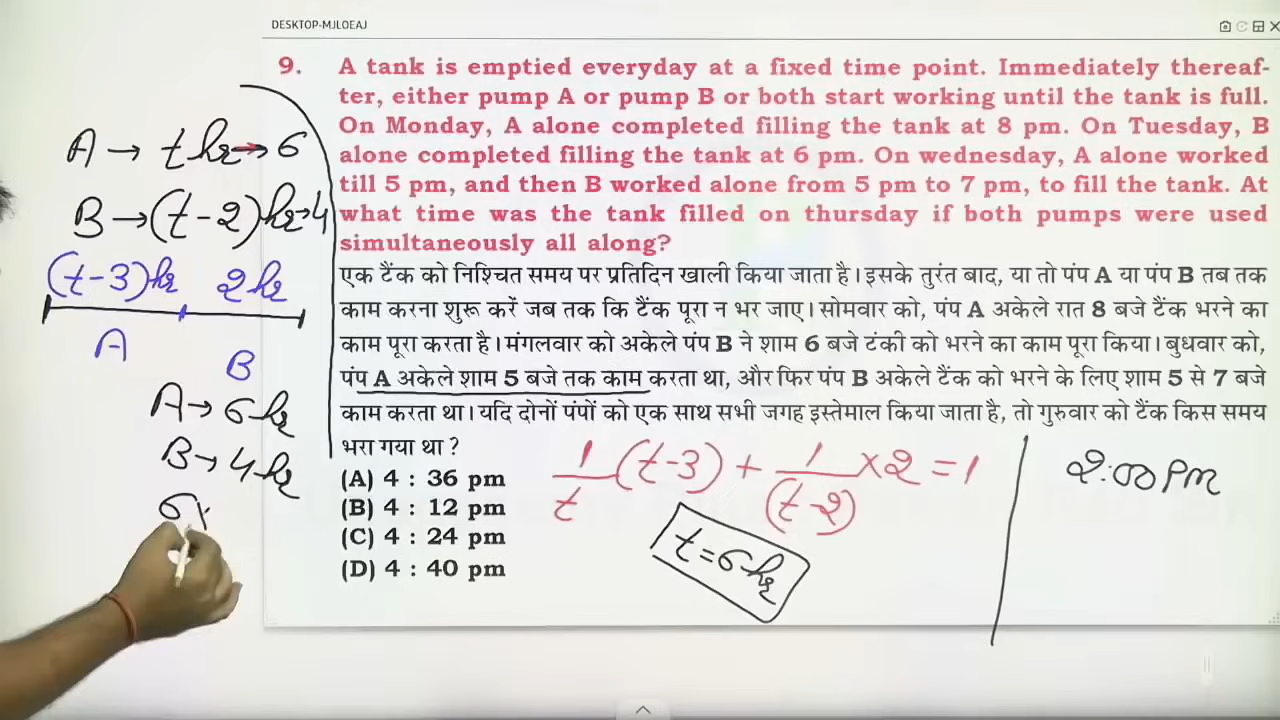 DESKTOP-MJLOEAJ
9. A tank is emptied everyday at a fixed time point. Immediately thereaf-
ter, either pump A or pump B or both start working until the tank is full.
On Monday, A alone completed filling the tank at 8 pm. On Tuesday, B
alone completed filling the tank at 6 pm. On wednesday, A alone worked
till 5 pm, and then B worked alone from 5 pm to 7 pm, to fill the tank. At
what time was the tank filled on thursday if both pumps were used
simultaneously all along?
एक टैंक को निश्चित समय पर प्रतिदिन खाली किया जाता है। इसके तुरंत बाद, या तो पंप A या पंप B तब तक
काम करना शुरू करें जब तक कि टैंक पूरा न भर जाए। सोमवार को, पंप A अकेले रात 8 बजे टैंक भरने का
काम पूरा करता है। मंगलवार को अकेले पंप B ने शाम 6 बजे टंकी को भरने का काम पूरा किया। बुधवार को,
पंप A अकेले शाम 5 बजे तक काम करता था, और फिर पंप B अकेले टैंक को भरने के लिए शाम 5 से 7 बजे
काम करता था। यदि दोनों पंपों को एक साथ सभी जगह इस्तेमाल किया जाता है, तो गुरुवार को टैंक किस समय
भरा गया था ?
(A) 4 : 36 pm
(B) 4 : 12 pm
(C) 4 : 24 pm
(D) 4 : 40 pm
A → t hr → 6
B → (t-2) hr → 4
(t-3) hr 2 hr
A B
A → 6 hr
B → 4 hr
6x
1/t (t-3) + 1/(t-2) × 2 = 1
t = 6 hr
2:00 PM